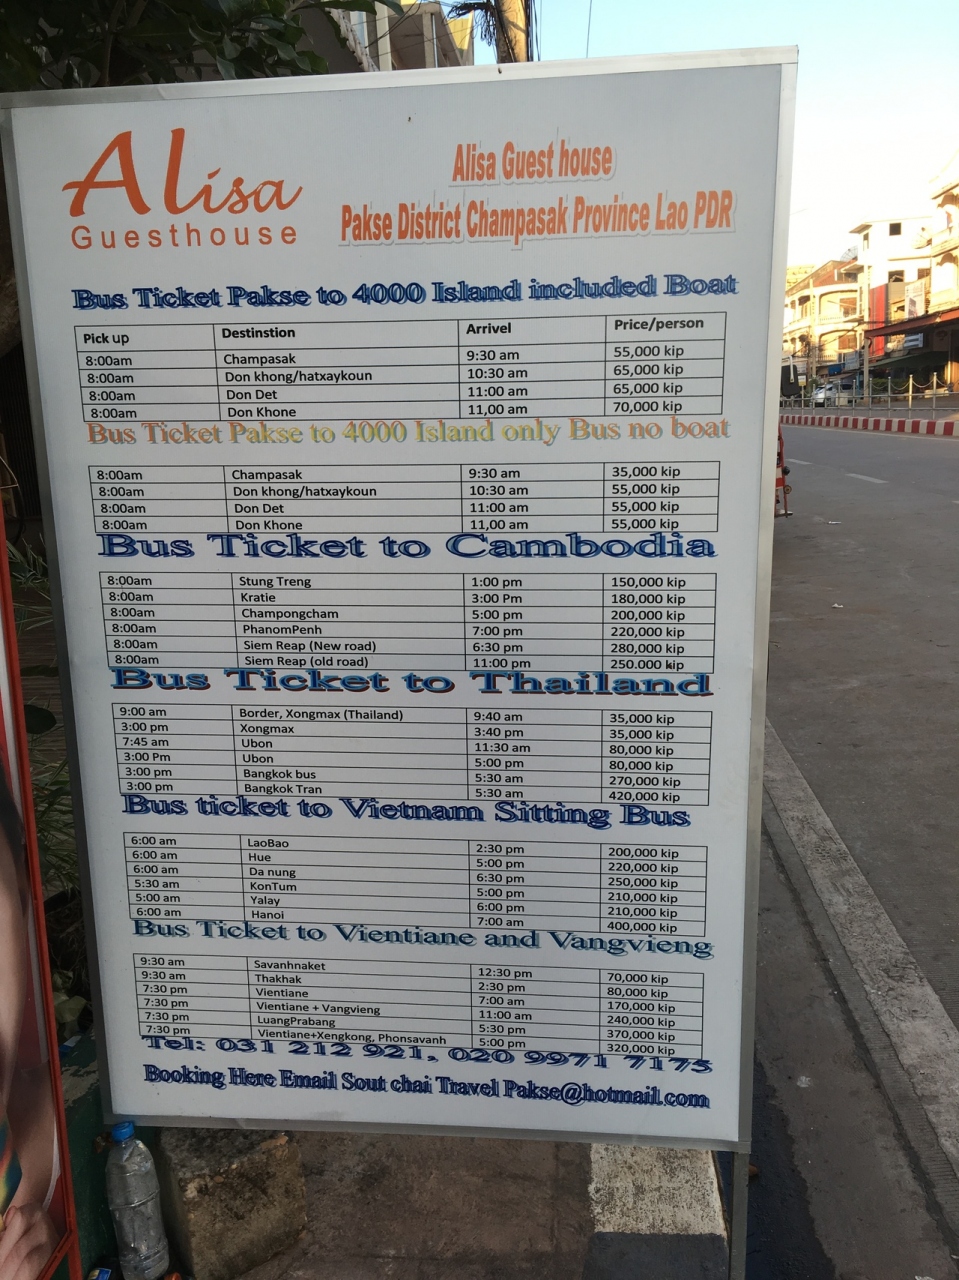 Alisa
Guesthouse
Alisa Guest house
Pakse District Champasak Province Lao PDR
Bus Ticket Pakse to 4000 Island included Boat
Pick up Destinstion Arrivel Price/person
8:00am Champasak 9:30 am 55,000 kip
8:00am Don khong/hatxaykoun 10:30 am 65,000 kip
8:00am Don Det 11:00 am 65,000 kip
8:00am Don Khone 11,00 am 70,000 kip
Bus Ticket Pakse to 4000 Island only Bus no boat
8:00am Champasak 9:30 am 35,000 kip
8:00am Don khong/hatxaykoun 10:30 am 55,000 kip
8:00am Don Det 11:00 am 55,000 kip
8:00am Don Khone 11,00 am 55,000 kip
Bus Ticket to Cambodia
8:00am Stung Treng 1:00 pm 150,000 kip
8:00am Kratie 3:00 Pm 180,000 kip
8:00am Champongcham 5:00 pm 200,000 kip
8:00am PhanomPenh 7:00 pm 220,000 kip
8:00am Siem Reap (New road) 6:30 pm 280,000 kip
8:00am Siem Reap (old road) 11:00 pm 250.000 kip
Bus Ticket to Thailand
9:00 am Border, Xongmax (Thailand) 9:40 am 35,000 kip
3:00 pm Xongmax 3:40 pm 35,000 kip
7:45 am Ubon 11:30 am 80,000 kip
3:00 Pm Ubon 5:00 pm 80,000 kip
3:00 pm Bangkok bus 5:30 am 270,000 kip
3:00 pm Bangkok Tran 5:30 am 420,000 kip
Bus ticket to Vietnam Sitting Bus
6:00 am LaoBao 2:30 pm 200,000 kip
6:00 am Hue 5:00 pm 220,000 kip
6:00 am Da nung 6:30 pm 250,000 kip
5:30 am KonTum 5:00 pm 210,000 kip
5:00 am Yalay 6:00 pm 210,000 kip
6:00 am Hanoi 7:00 am 400,000 kip
Bus Ticket to Vientiane and Vangvieng
9:30 am Savanhnaket 12:30 pm 70,000 kip
9:30 am Thakhak 2:30 pm 80,000 kip
7:30 pm Vientiane 7:00 am 170,000 kip
7:30 pm Vientiane + Vangvieng 11:00 am 240,000 kip
7:30 pm LuangPrabang 5:30 pm 370,000 kip
7:30 pm Vientiane+Xengkong, Phonsavanh 5:00 pm 320,000 kip
Tel: 031 212 921, 020 9971 7175
Booking Here Email Sout chai Travel Pakse@hotmail.com